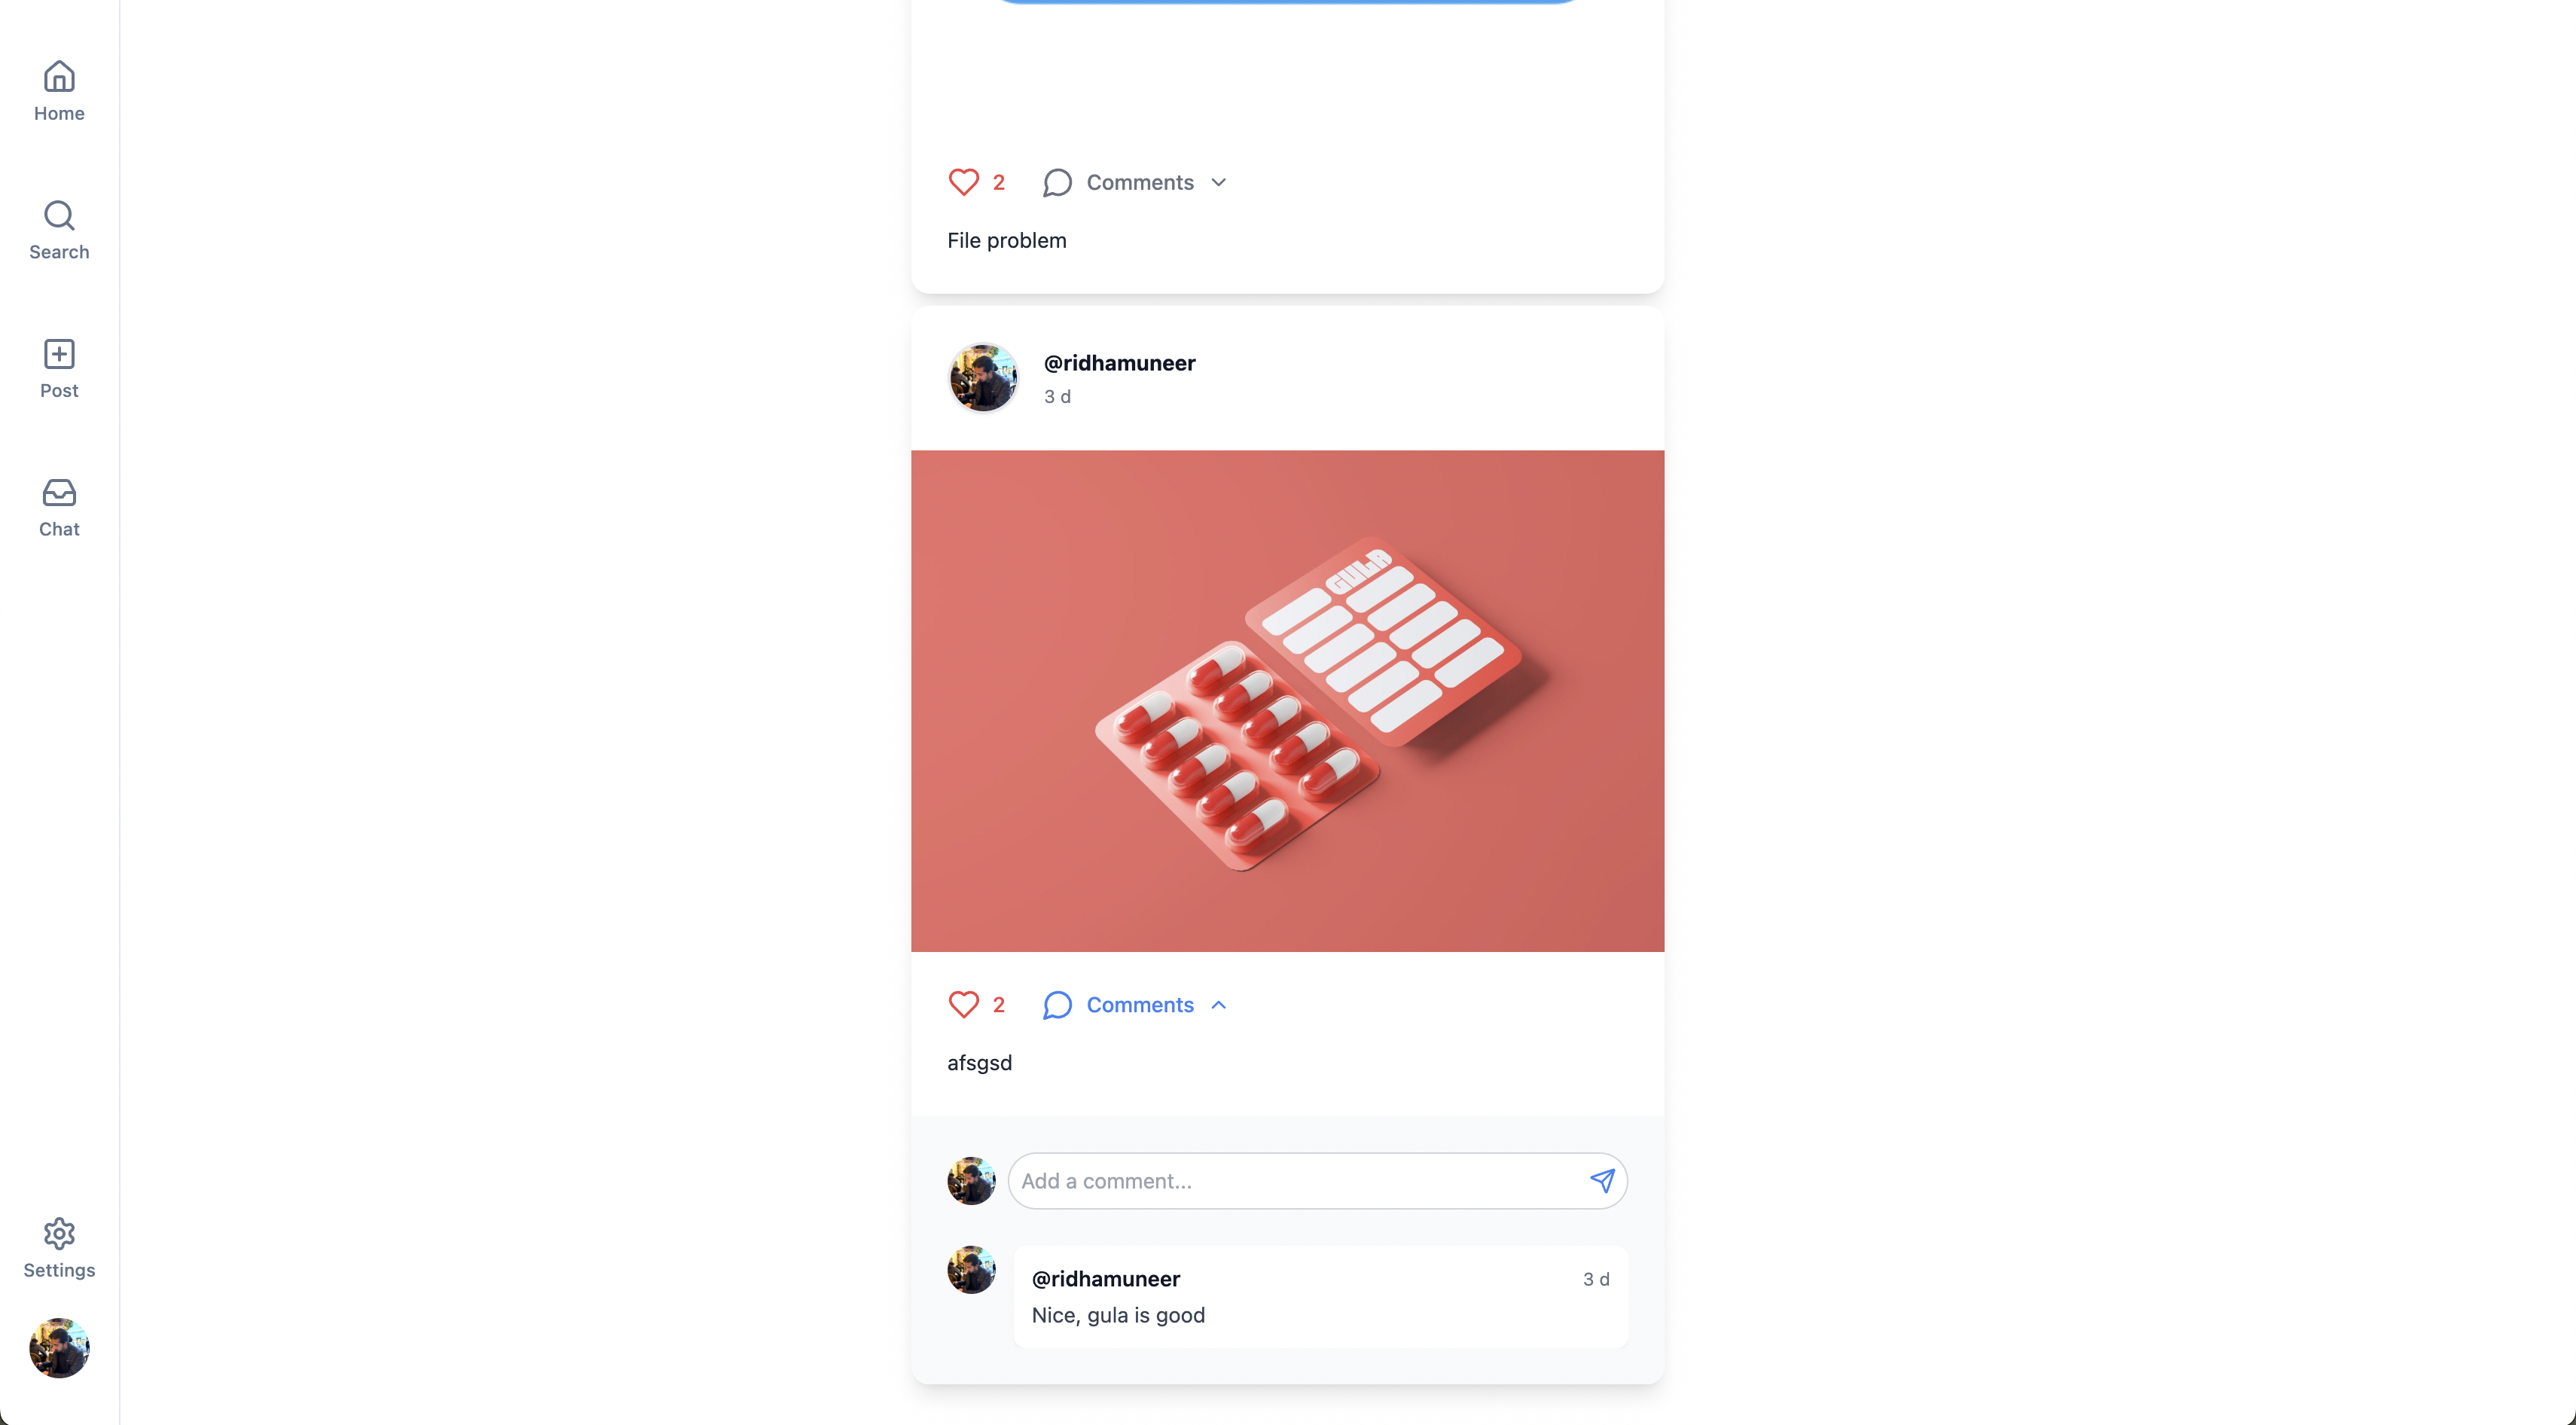 Home
Search
Post
Chat
Settings
2 Comments
File problem
@ridhamuneer
3 d
GULA
2 Comments
afsgsd
Add a comment...
@ridhamuneer 3 d
Nice, gula is good